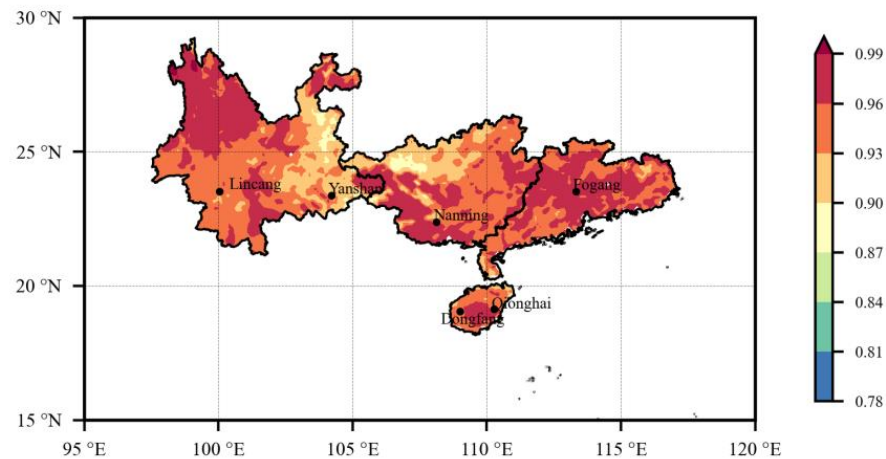 30 °N
25 °N
20 °N
15 °N
95 °E
100 °E
105 °E
110 °E
115 °E
120 °E
Lincang
Yanshan
Nanning
Fogang
Qionghai
Dongfang
0.99
0.96
0.93
0.90
0.87
0.84
0.81
0.78